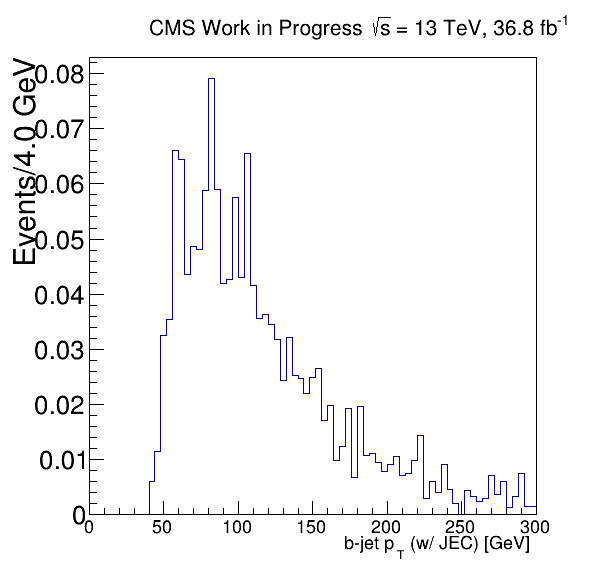 CMS Work in Progress √s = 13 TeV, 36.8 fb⁻¹
Events/4.0 GeV
0.08
0.07
0.06
0.05
0.04
0.03
0.02
0.01
0
0 50 100 150 200 250 300
b-jet p_T (w/ JEC) [GeV]